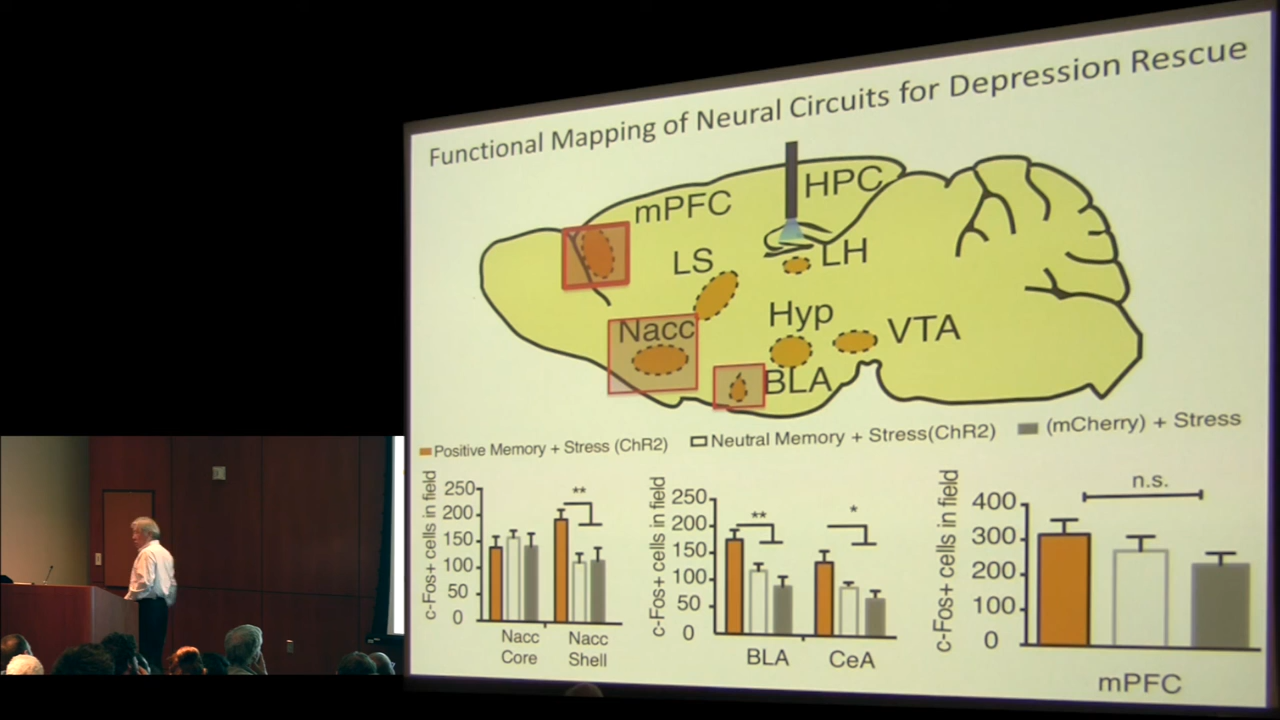 Functional Mapping of Neural Circuits for Depression Rescue
HPC
mPFC
LS
LH
Nacc
Hyp
VTA
BLA
Positive Memory + Stress (ChR2)
Neutral Memory + Stress(ChR2)
(mCherry) + Stress
c-Fos+ cells in field
250
200
150
100
50
0
**
Nacc Core
Nacc Shell
c-Fos+ cells in field
250
200
150
100
50
0
**
*
BLA
CeA
c-Fos+ cells in field
400
300
200
100
0
n.s.
mPFC